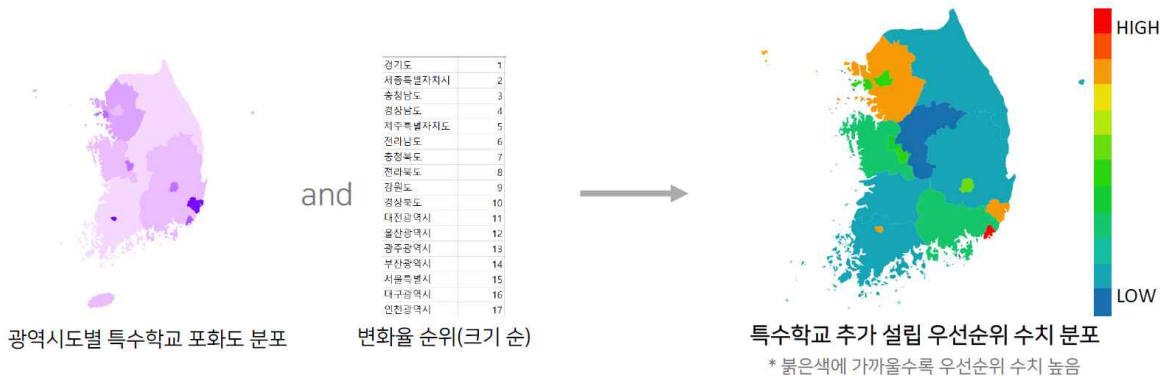 경기도 1
세종특별자치시 2
충청남도 3
경상남도 4
제주특별자치도 5
전라남도 6
충청북도 7
전라북도 8
강원도 9
경상북도 10
대전광역시 11
울산광역시 12
광주광역시 13
부산광역시 14
서울특별시 15
대구광역시 16
인천광역시 17
and
HIGH
LOW
광역시도별 특수학교 포화도 분포
변화율 순위(크기 순)
특수학교 추가 설립 우선순위 수치 분포
* 붉은색에 가까울수록 우선순위 수치 높음